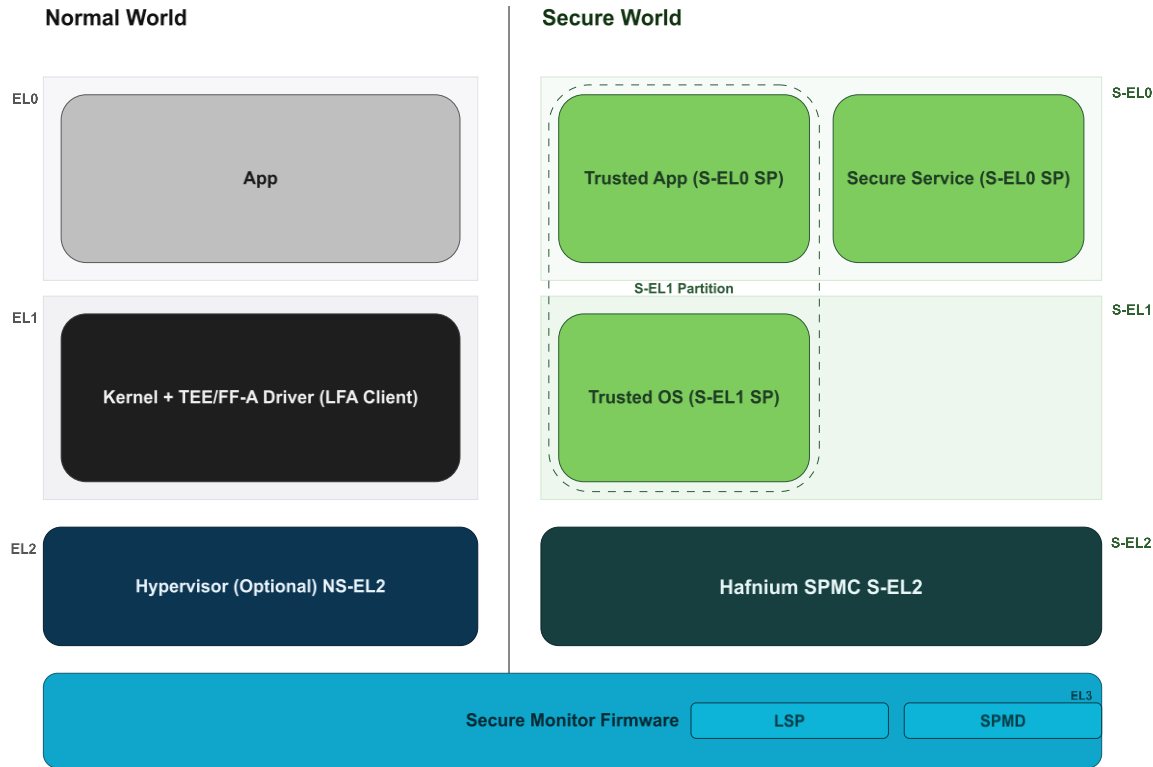 Normal World
Secure World
EL0
S-EL0
App
Trusted App (S-EL0 SP)
Secure Service (S-EL0 SP)
S-EL1 Partition
EL1
S-EL1
Kernel + TEE/FF-A Driver (LFA Client)
Trusted OS (S-EL1 SP)
EL2
S-EL2
Hypervisor (Optional) NS-EL2
Hafnium SPMC S-EL2
EL3
Secure Monitor Firmware
LSP
SPMD